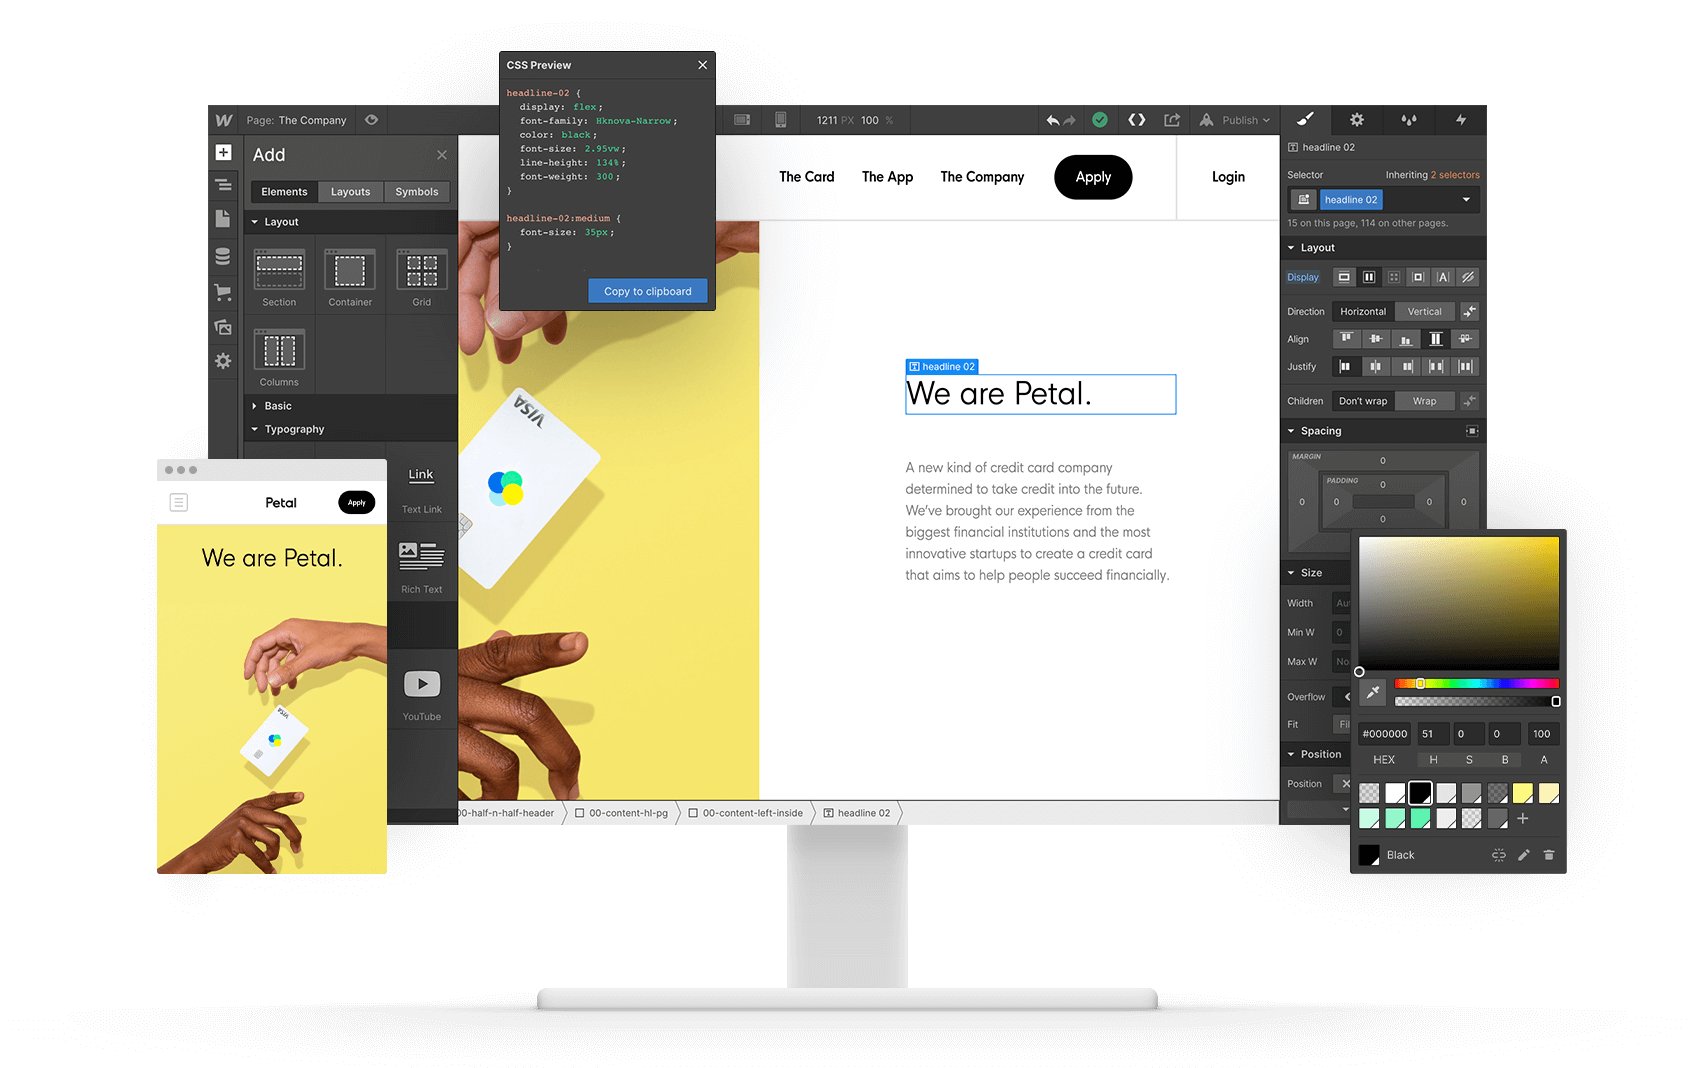 CSS Preview
headline-02 {
display: flex;
font-family: Hknova-Narrow;
color: black;
font-size: 2.95vw;
line-height: 134%;
font-weight: 300;
}
headline-02:medium {
font-size: 35px;
}
Copy to clipboard
W
Page: The Company
1211 PX 100 %
Publish
Add
Elements Layouts Symbols
Layout
Section Container Grid
Columns
Basic
Typography
Link
Text Link
Rich Text
YouTube
The Card The App The Company Apply Login
VISA
headline 02
We are Petal.
A new kind of credit card company
determined to take credit into the future.
We’ve brought our experience from the
biggest financial institutions and the most
innovative startups to create a credit card
that aims to help people succeed financially.
00-half-n-half-header 00-content-hl-pg 00-content-left-inside headline 02
Petal Apply
We are Petal.
VISA
headline 02
Selector Inheriting 2 selectors
headline 02
15 on this page, 114 on other pages.
Layout
Display
Direction Horizontal Vertical
Align
Justify
Children Don't wrap Wrap
Spacing
MARGIN 0
PADDING 0
0 0 0 0
0
Size
Width
Min W 0
Max W
Overflow
Fit
Position
Position
#000000 51 0 0 100
HEX H S B A
Black